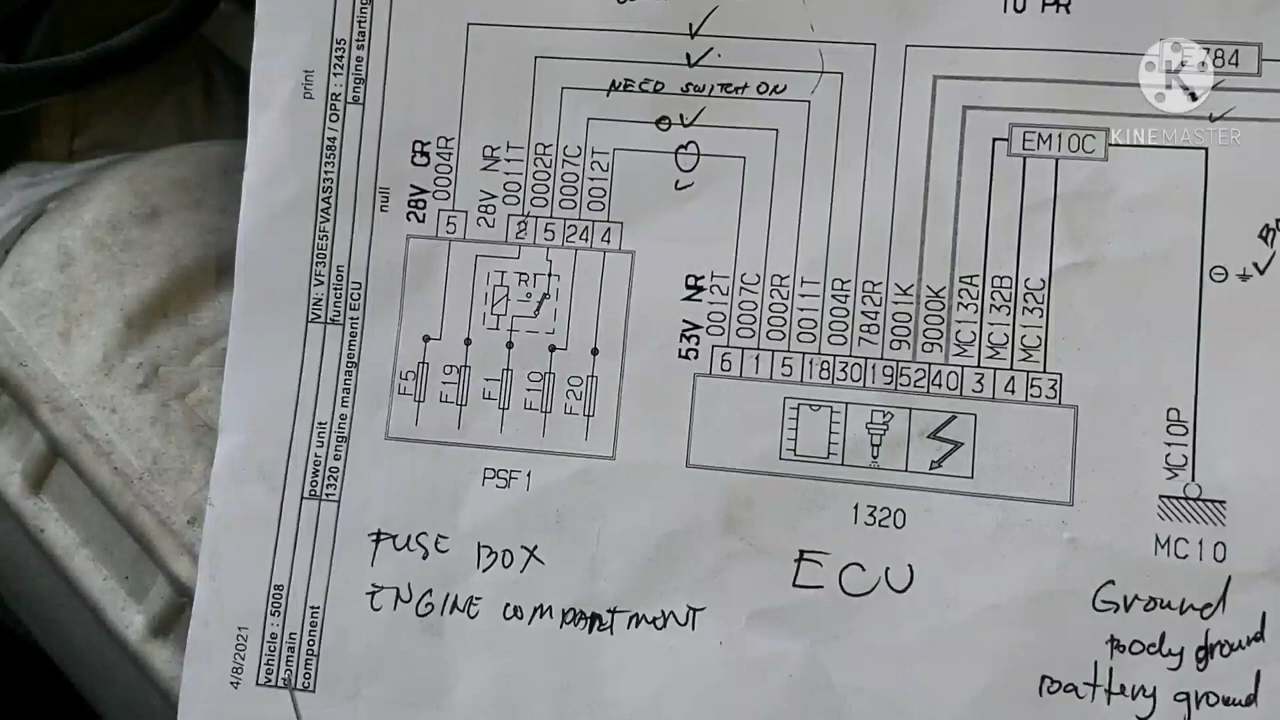 TO PR
784
KINEMASTER
NEED SWITCH ON
EM10C
28V GR
0004R
28V NR
0011T
0002R
0007C
0012T
5
2
5
24
4
R
F5
F19
F1
F10
F20
PSF1
53V NR
0012T
0007C
0002R
0011T
0004R
7842R
9001K
9000K
MC132A
MC132B
MC132C
6
1
5
18
30
19
52
40
3
4
53
1320
MC10P
MC10
FUSE BOX
ENGINE COMPARTMENT
ECU
Ground
Body ground
Battery ground
print
null
VIN: VF30E5FVAAS313584 / OPR : 12435
function
engine starting
power unit
1320 engine management ECU
4/8/2021
vehicle : 5008
domain
component